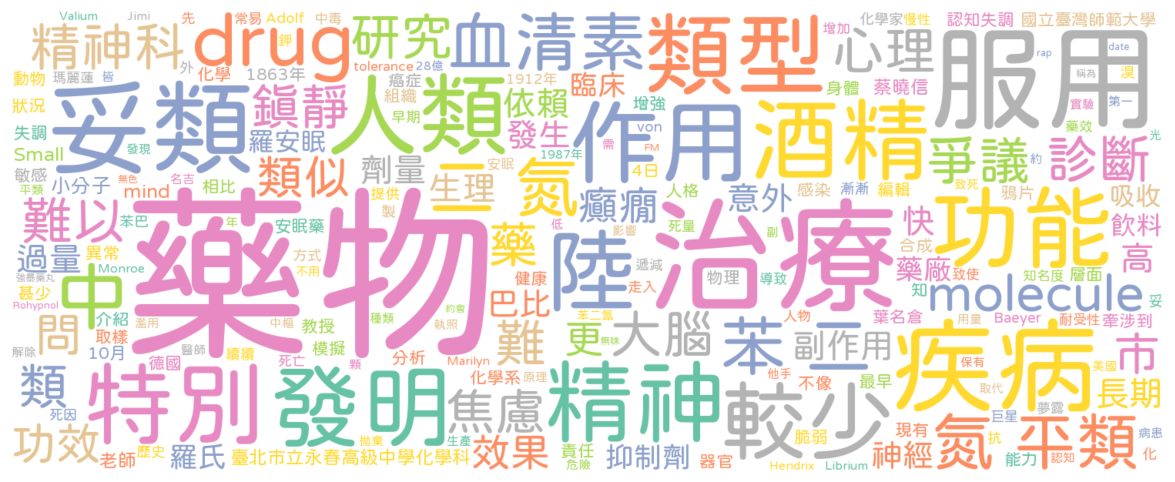 Valium Jimi 先 常易 Adolf 中毒
精神科 drug 研究 血清素 類型 增加 化學家 慢性 認知失調 國立臺灣師範大學
鉀 心理 服用 rap date
動物 瑪麗蓮 皆 外 化學 1863年 tolerance 28億 癌症 1912年 臨床 身體 蔡曉信 稱為 溴
狀況 妥類 鎮靜 人類 組織 早期 依賴 作用 增強 酒精 實驗 第一
失調 發現 羅安眠 發生 von 藥效 光
Small 無色 名吉 1987年 需 FM 爭議 診斷 約
敏感 平類 小分子 mind 相比 類似 劑量 生理 安眠 氮 4日 人格 感染 漸漸 編輯 致死 鴉片 吸收
難以 苯巴 安眠藥 年 提供 製 二 癲癇 意外 死量 副 快 功能 飲料
過量 異常 方式 不用 藥物 藥 低 影響 陸 治療 合成 高
強暴藥丸 Monroe 中 健康 遞減 物理 導致 藥廠 致使 知名度 層面
Rohypnol 甚少 巴比 走入 知 molecule 妥
問 介紹 濫用 中樞 教授 種類 約會 執照 苯二氮 人物 葉名倉 用量 Baeyer 耐受性 牽涉到
取樣 難 更 無味 大腦 苯二 副作用 疾病 市
解除 10月 德國 醫師 續續 死亡 模擬 顆 分析 Marilyn 化學系 原理 他手 不像 最早 保有 美國
類 特別 發明 焦慮 精神 較少 取代 巨星 夢露 長期
死因 功效 老師 歷史 羅氏 臺北市立永春高級中學化學科 拋棄 生產 效果 責任 危險 抑制劑 器官 脆弱 Hendrix Librium 神經 現有 氮平類 抗 認知 能力 病患 化